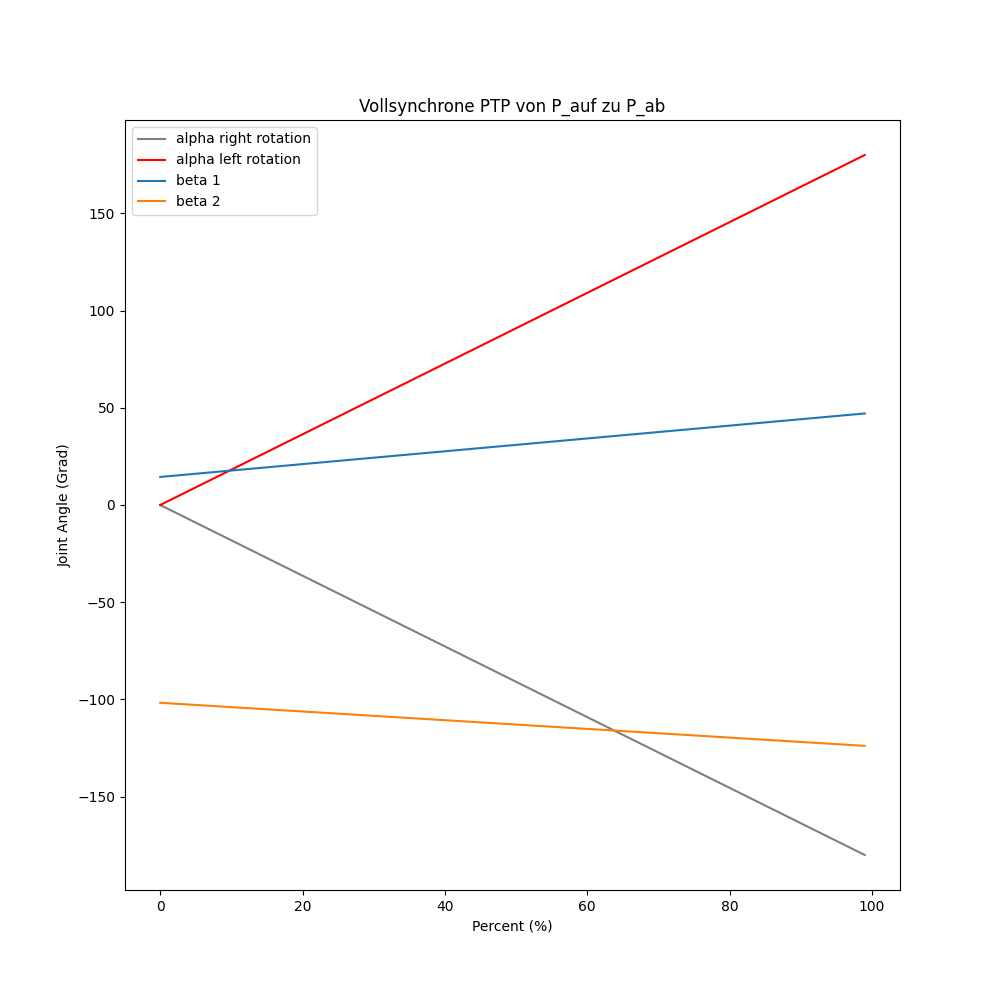 Vollsynchrone PTP von P_auf zu P_ab
alpha right rotation
alpha left rotation
beta 1
beta 2
150
100
50
0
−50
−100
−150
Joint Angle (Grad)
0 20 40 60 80 100
Percent (%)